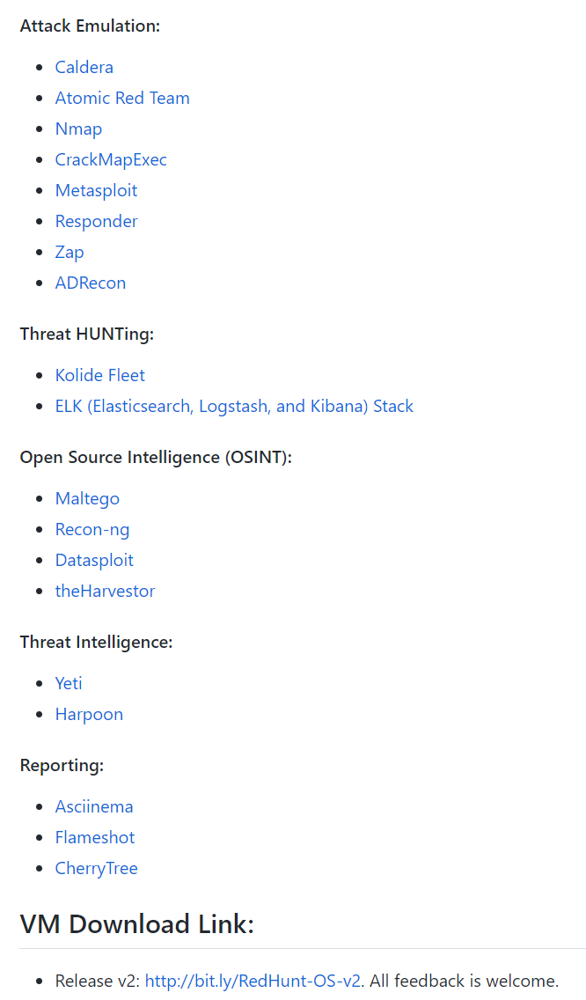 Attack Emulation:
Caldera
Atomic Red Team
Nmap
CrackMapExec
Metasploit
Responder
Zap
ADRecon
Threat HUNTing:
Kolide Fleet
ELK (Elasticsearch, Logstash, and Kibana) Stack
Open Source Intelligence (OSINT):
Maltego
Recon-ng
Datasploit
theHarvestor
Threat Intelligence:
Yeti
Harpoon
Reporting:
Asciinema
Flameshot
CherryTree
VM Download Link:
Release v2: http://bit.ly/RedHunt-OS-v2. All feedback is welcome.